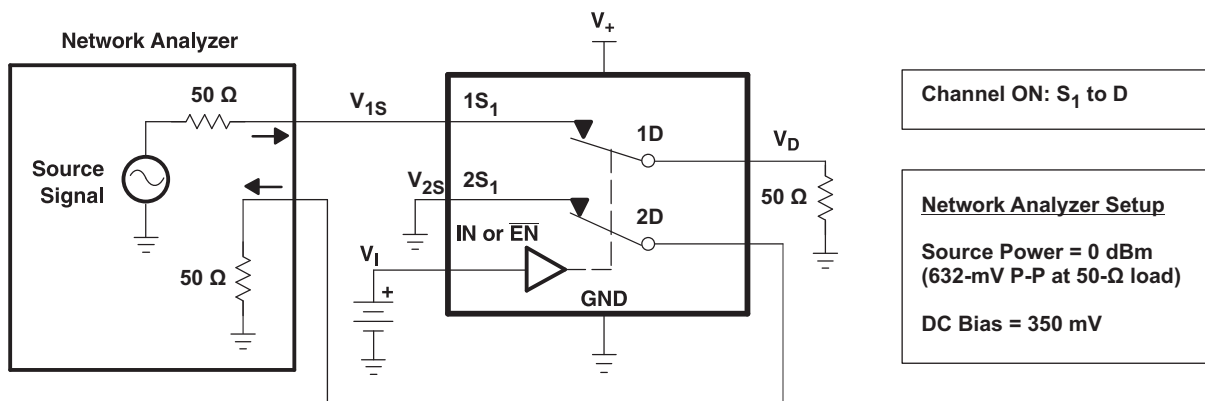 V+
Network Analyzer
50 Ω
V1S
1S1
1D
VD
Channel ON: S1 to D
Source
Signal
V2S
2S1
2D
50 Ω
50 Ω
IN or E̅N̅
VI
+
GND
Network Analyzer Setup
Source Power = 0 dBm
(632-mV P-P at 50-Ω load)
DC Bias = 350 mV